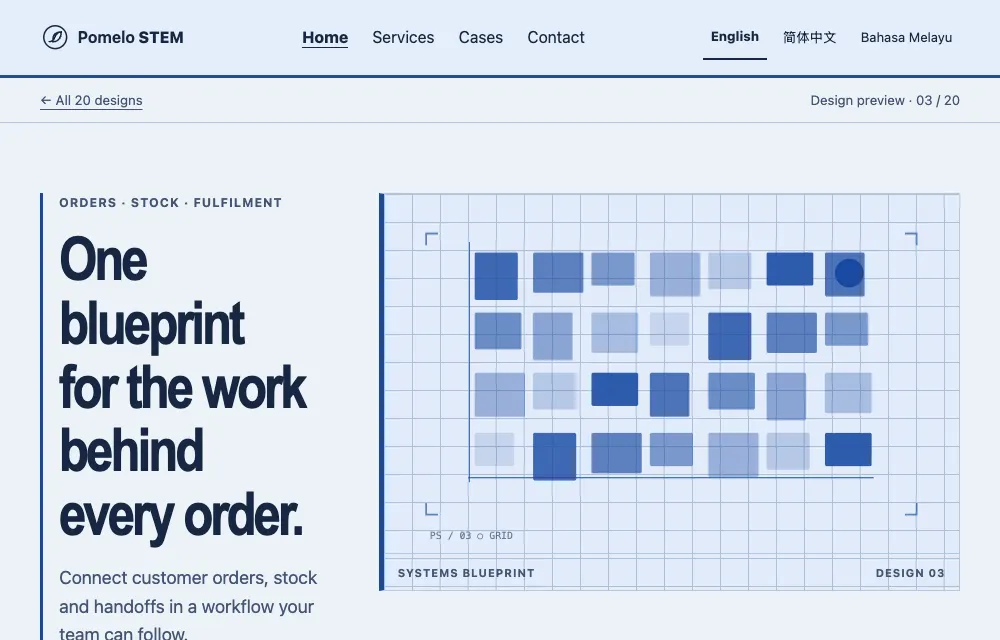 Pomelo STEM
Home Services Cases Contact
English 简体中文 Bahasa Melayu
← All 20 designs
Design preview · 03 / 20
ORDERS · STOCK · FULFILMENT
One
blueprint
for the work
behind
every order.
Connect customer orders, stock
and handoffs in a workflow your
team can follow.
PS / 03 ○ GRID
SYSTEMS BLUEPRINT
DESIGN 03